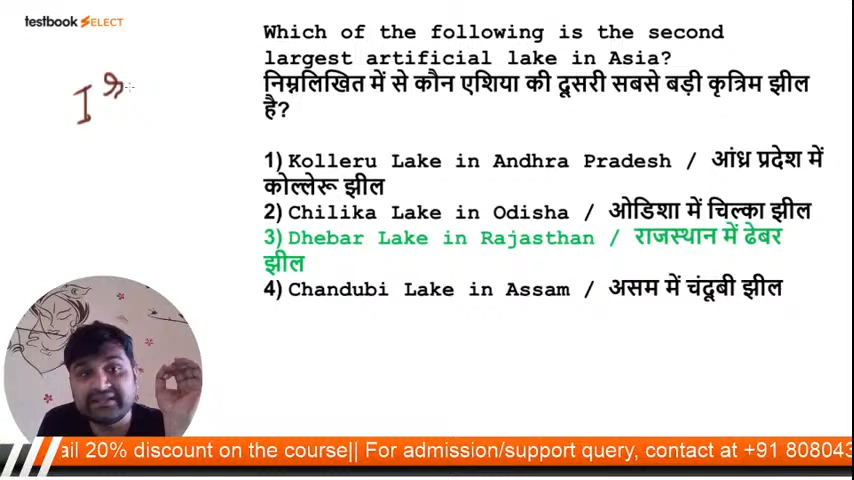 testbook SELECT
Which of the following is the second
largest artificial lake in Asia?
निम्नलिखित में से कौन एशिया की दूसरी सबसे बड़ी कृत्रिम झील
है?
1) Kolleru Lake in Andhra Pradesh / आंध्र प्रदेश में
कोल्लेरू झील
2) Chilika Lake in Odisha / ओडिशा में चिल्का झील
3) Dhebar Lake in Rajasthan / राजस्थान में ढेबर
झील
4) Chandubi Lake in Assam / असम में चंदूबी झील
ail 20% discount on the course|| For admission/support query, contact at +91 808043